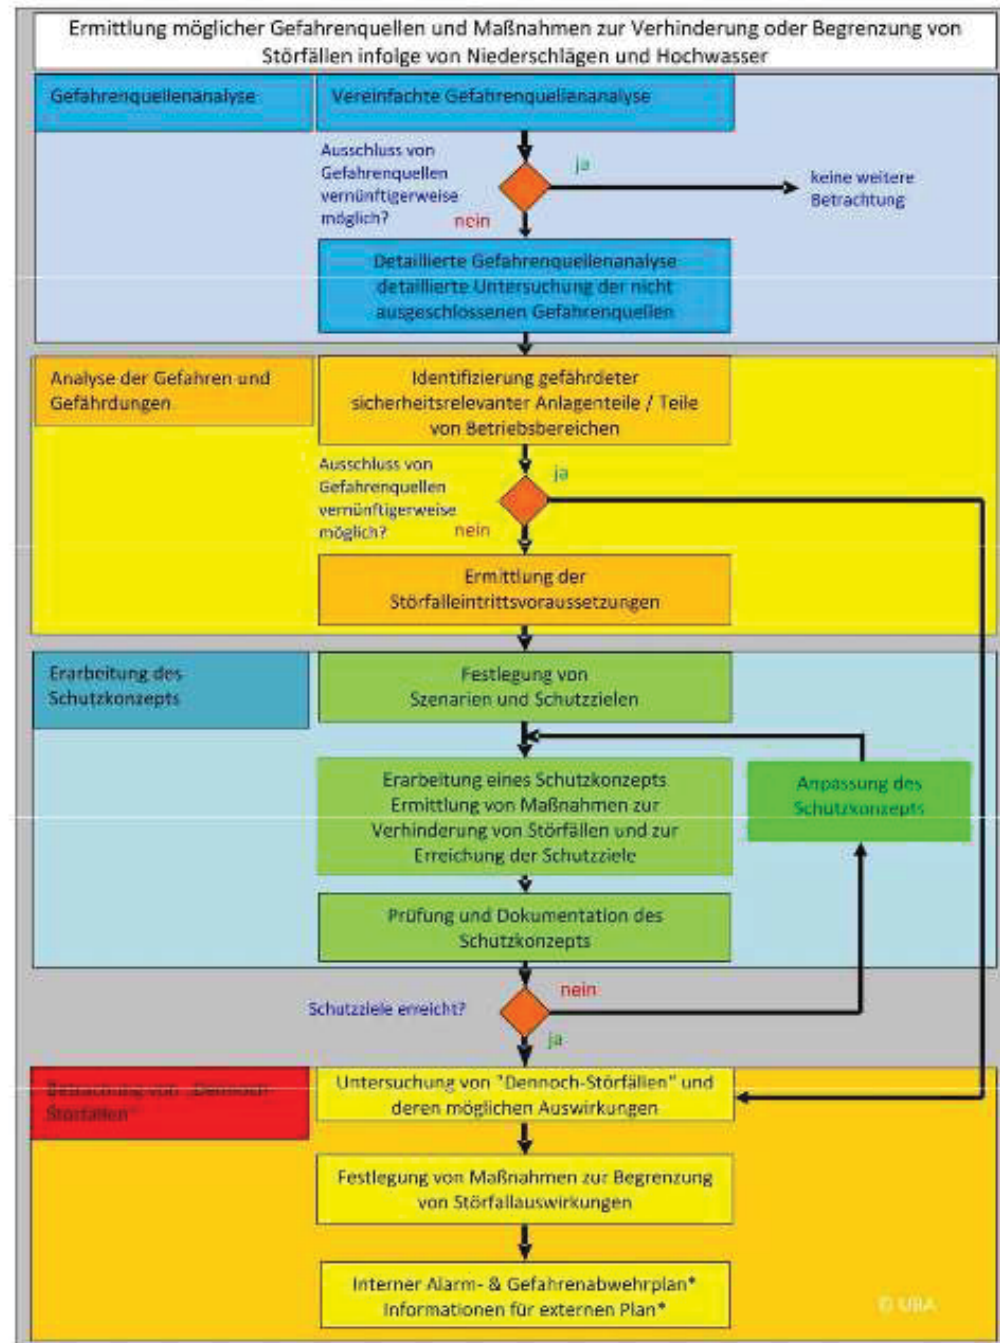 Ermittlung möglicher Gefahrenquellen und Maßnahmen zur Verhinderung oder Begrenzung von
Störfällen infolge von Niederschlägen und Hochwasser
Gefahrenquellenanalyse
Vereinfachte Gefahrenquellenanalyse
Ausschluss von
Gefahrenquellen
vernünftigerweise
möglich?
ja
nein
keine weitere
Betrachtung
Detaillierte Gefahrenquellenanalyse
detaillierte Untersuchung der nicht
ausgeschlossenen Gefahrenquellen
Analyse der Gefahren und
Gefährdungen
Identifizierung gefährdeter
sicherheitsrelevanter Anlagenteile / Teile
von Betriebsbereichen
Ausschluss von
Gefahrenquellen
vernünftigerweise
möglich?
ja
nein
Ermittlung der
Störfalleintrittsvoraussetzungen
Erarbeitung des
Schutzkonzepts
Festlegung von
Szenarien und Schutzzielen
Erarbeitung eines Schutzkonzepts
Ermittlung von Maßnahmen zur
Verhinderung von Störfällen und zur
Erreichung der Schutzziele
Anpassung des
Schutzkonzepts
Prüfung und Dokumentation des
Schutzkonzepts
Schutzziele erreicht?
nein
ja
Betrachung von "Dennoch-
Störfällen"
Untersuchung von "Dennoch-Störfällen" und
deren möglichen Auswirkungen
Festlegung von Maßnahmen zur Begrenzung
von Störfallauswirkungen
Interner Alarm- & Gefahrenabwehrplan*
Informationen für externen Plan*
© UBA